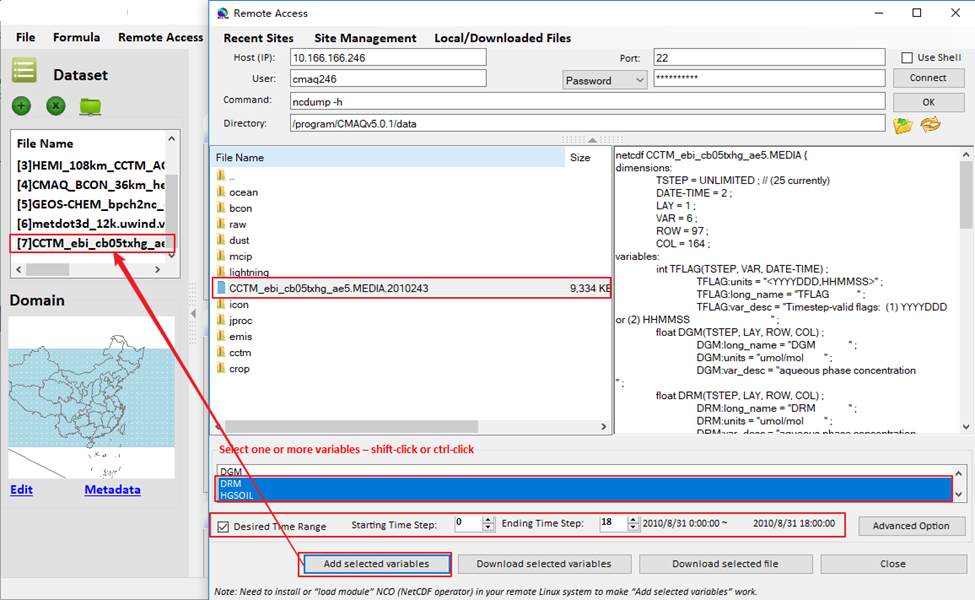 Remote Access
File Formula Remote Access
Dataset
File Name
[3]HEMI_108km_CCTM_AC
[4]CMAQ_BCON_36km_he
[5]GEOS-CHEM_bpch2nc_
[6]metdot3d_12k.uwind.v
[7]CCTM_ebi_cb05txhg_ae
Domain
Edit Metadata
Recent Sites Site Management Local/Downloaded Files
Host (IP): 10.166.166.246 Port: 22 Use Shell
User: cmaq246 Password ********** Connect
Command: ncdump -h OK
Directory: /program/CMAQv5.0.1/data
File Name Size
..
ocean
bcon
raw
dust
mcip
lightning
CCTM_ebi_cb05txhg_ae5.MEDIA.2010243 9,334 KB
icon
jproc
emis
cctm
crop
netcdf CCTM_ebi_cb05txhg_ae5.MEDIA {
dimensions:
TSTEP = UNLIMITED ; // (25 currently)
DATE-TIME = 2 ;
LAY = 1 ;
VAR = 6 ;
ROW = 97 ;
COL = 164 ;
variables:
int TFLAG(TSTEP, VAR, DATE-TIME) ;
TFLAG:units = "<YYYYDDD,HHMMSS>" ;
TFLAG:long_name = "TFLAG " ;
TFLAG:var_desc = "Timestep-valid flags: (1) YYYYDDD
or (2) HHMMSS " ;
float DGM(TSTEP, LAY, ROW, COL) ;
DGM:long_name = "DGM " ;
DGM:units = "umol/mol " ;
DGM:var_desc = "aqueous phase concentration
" ;
float DRM(TSTEP, LAY, ROW, COL) ;
DRM:long_name = "DRM " ;
DRM:units = "umol/mol " ;
DRM:var_desc = "aqueous phase concentration
Select one or more variables – shift-click or ctrl-click
DGM
DRM
HGSOIL
Desired Time Range Starting Time Step: 0 Ending Time Step: 18 2010/8/31 0:00:00 ~ 2010/8/31 18:00:00 Advanced Option
Add selected variables Download selected variables Download selected file Close
Note: Need to install or "load module" NCO (NetCDF operator) in your remote Linux system to make "Add selected variables" work.